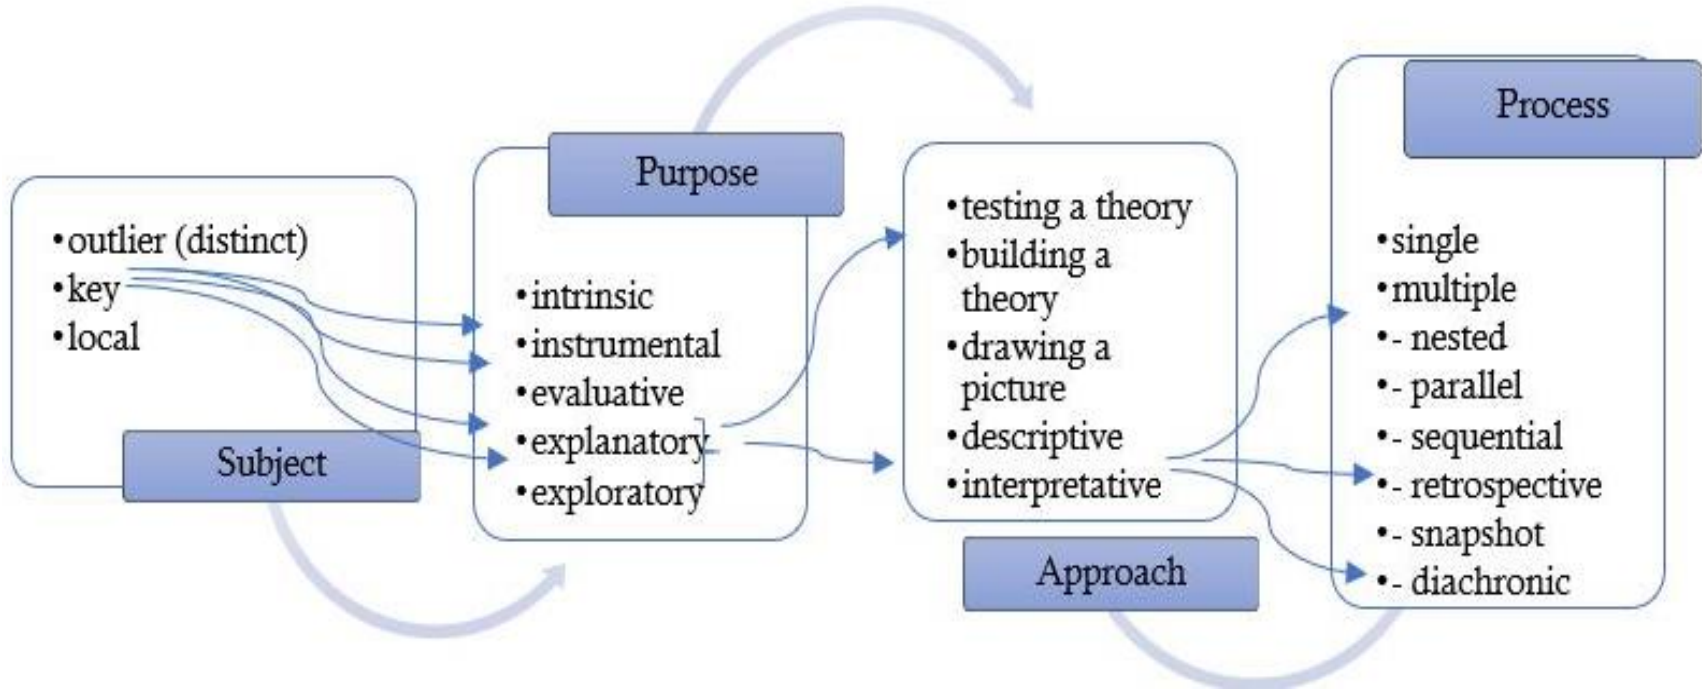 •outlier (distinct)
•key
•local
Subject
Purpose
•intrinsic
•instrumental
•evaluative
•explanatory
•exploratory
•testing a theory
•building a
theory
•drawing a
picture
•descriptive
•interpretative
Approach
Process
•single
•multiple
•- nested
•- parallel
•- sequential
•- retrospective
•- snapshot
•- diachronic